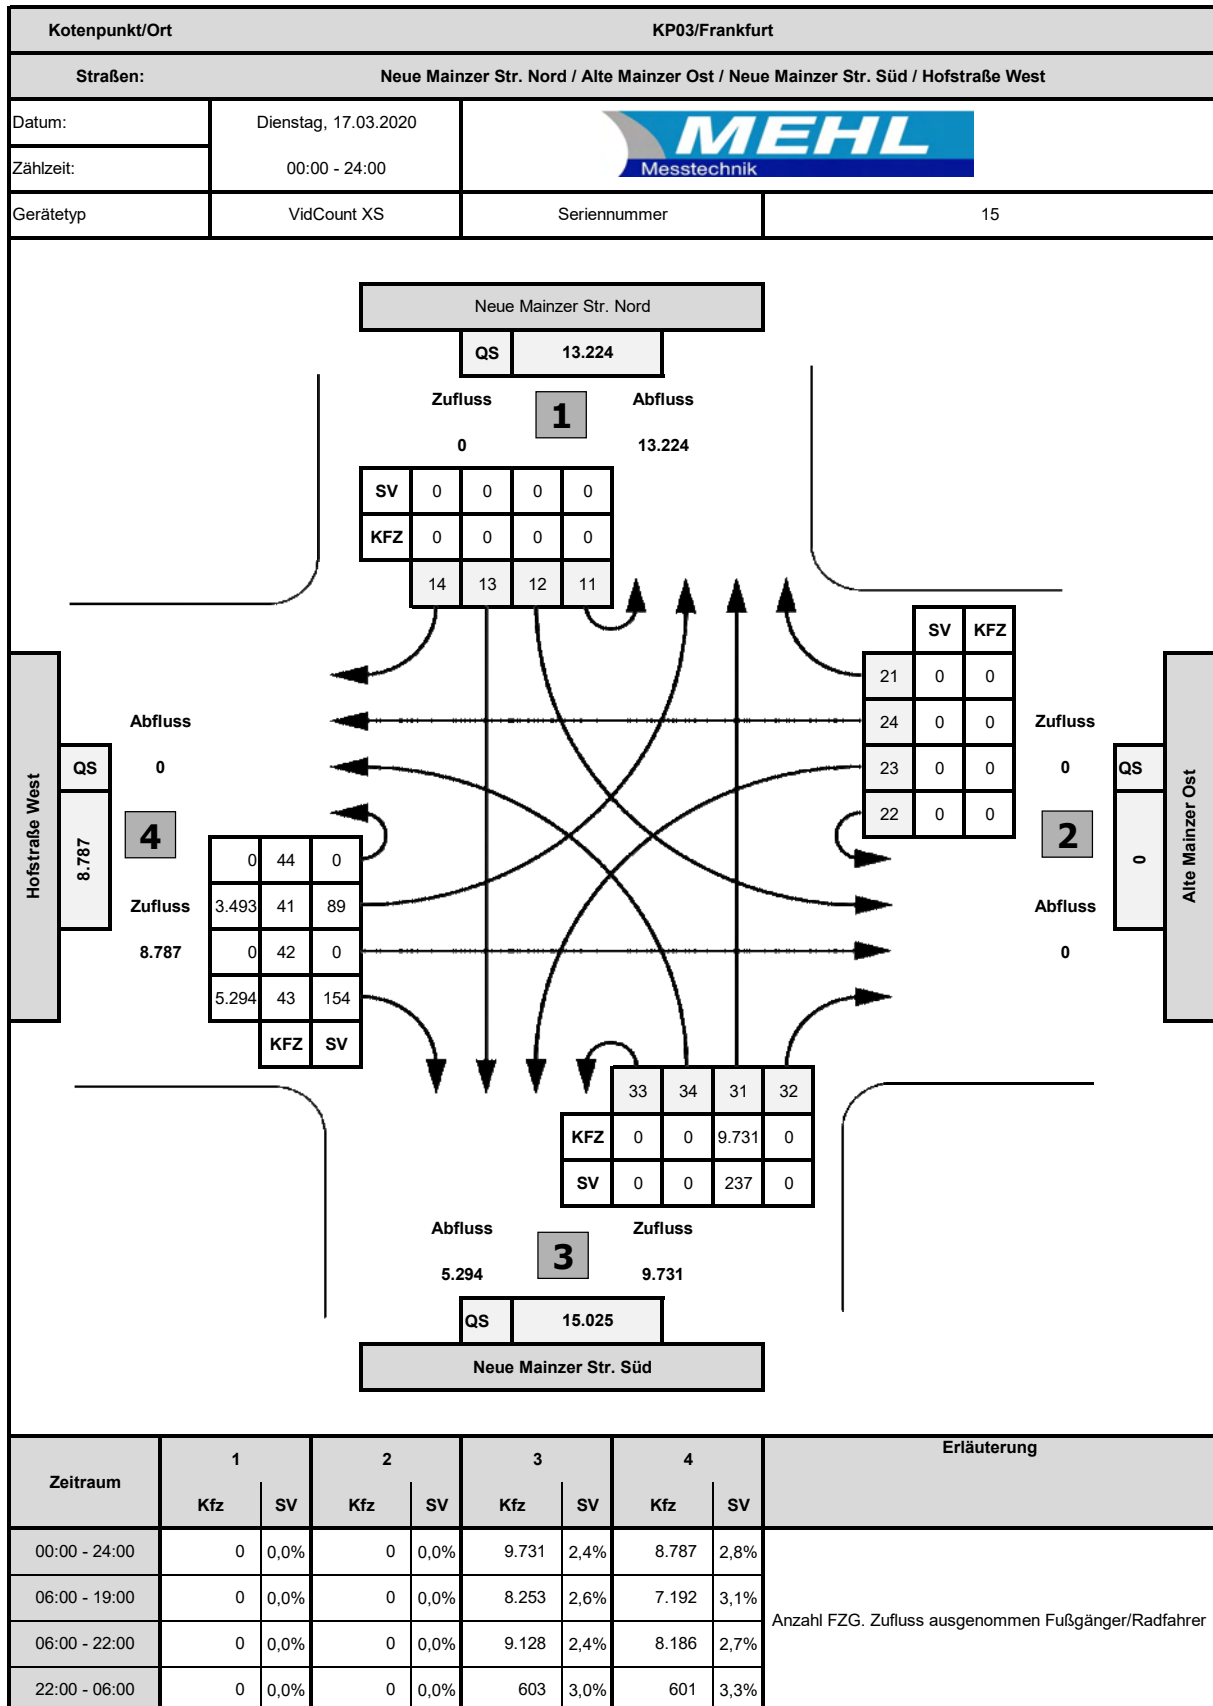 Kotenpunkt/Ort KP03/Frankfurt
Straßen: Neue Mainzer Str. Nord / Alte Mainzer Ost / Neue Mainzer Str. Süd / Hofstraße West
Datum: Dienstag, 17.03.2020
MEHL
Messtechnik
Zählzeit: 00:00 - 24:00
Gerätetyp VidCount XS Seriennummer 15
Neue Mainzer Str. Nord
QS 13.224
Zufluss 1 Abfluss
0 13.224
SV 0 0 0 0
KFZ 0 0 0 0
14 13 12 11
SV KFZ
21 0 0
24 0 0
23 0 0
22 0 0
Zufluss
0
2
Abfluss
0
QS
0
Alte Mainzer Ost
Hofstraße West
QS
8.787
Abfluss
0
4
Zufluss
8.787
0 44 0
3.493 41 89
0 42 0
5.294 43 154
KFZ SV
33 34 31 32
KFZ 0 0 9.731 0
SV 0 0 237 0
Abfluss 3 Zufluss
5.294 9.731
QS 15.025
Neue Mainzer Str. Süd
Zeitraum 1 2 3 4 Erläuterung
Kfz SV Kfz SV Kfz SV Kfz SV
00:00 - 24:00 0 0,0% 0 0,0% 9.731 2,4% 8.787 2,8%
06:00 - 19:00 0 0,0% 0 0,0% 8.253 2,6% 7.192 3,1%
Anzahl FZG. Zufluss ausgenommen Fußgänger/Radfahrer
06:00 - 22:00 0 0,0% 0 0,0% 9.128 2,4% 8.186 2,7%
22:00 - 06:00 0 0,0% 0 0,0% 603 3,0% 601 3,3%